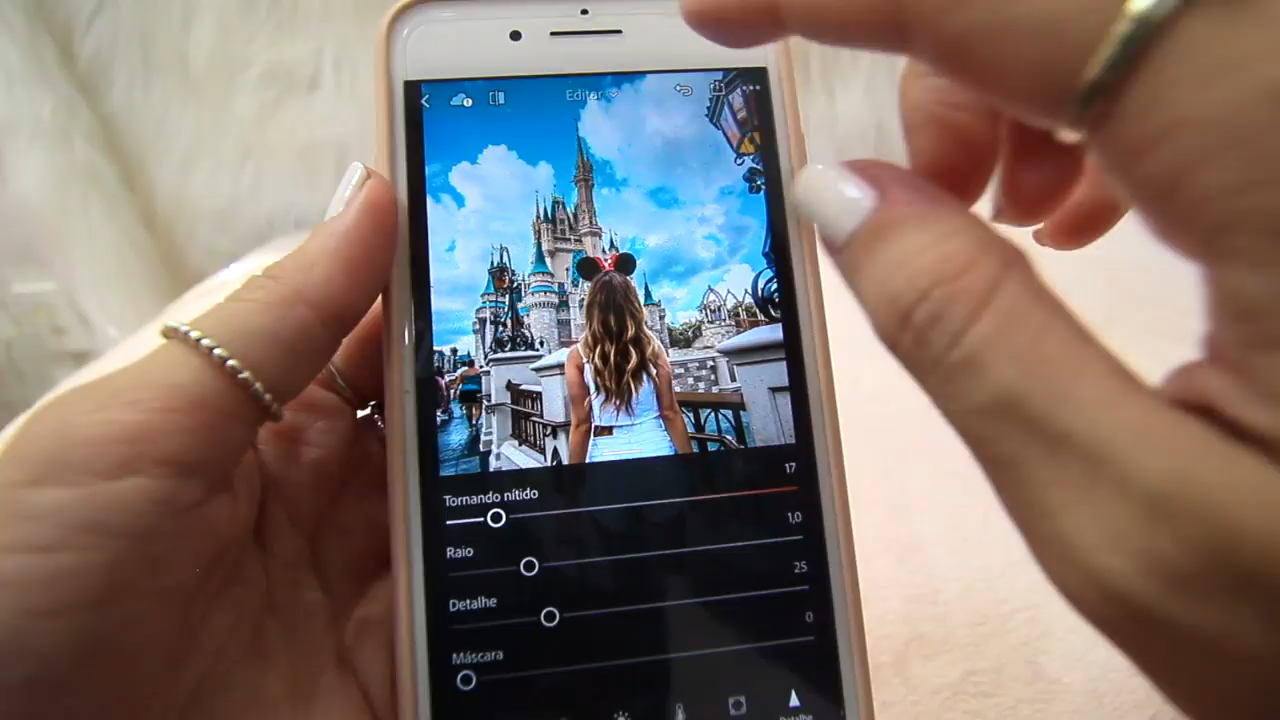 Editar
Tornando nítido 17
Raio 1,0
Detalhe 25
Máscara 0
Detalhe